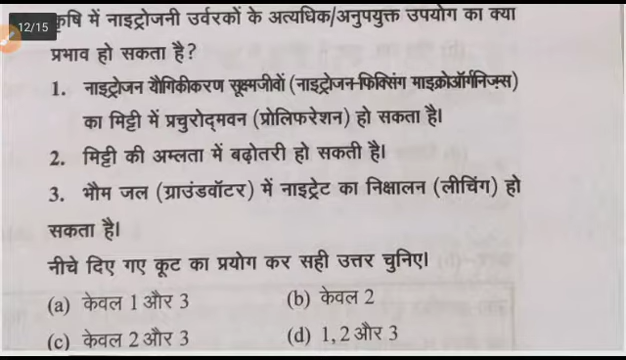 कृषि में नाइट्रोजनी उर्वरकों के अत्यधिक/अनुपयुक्त उपयोग का क्या
12/15
प्रभाव हो सकता है?
1. नाइट्रोजन यौगिकीकरण सूक्ष्मजीवों (नाइट्रोजन-फिक्सिंग माइक्रोऑर्गनिज़्स)
का मिट्टी में प्रचुरोद्भवन (प्रोलिफरेशन) हो सकता है।
2. मिट्टी की अम्लता में बढ़ोतरी हो सकती है।
3. भौम जल (ग्राउंडवॉटर) में नाइट्रेट का निक्षालन (लीचिंग) हो
सकता है।
नीचे दिए गए कूट का प्रयोग कर सही उत्तर चुनिए।
(a) केवल 1 और 3 (b) केवल 2
(c) केवल 2 और 3 (d) 1, 2 और 3